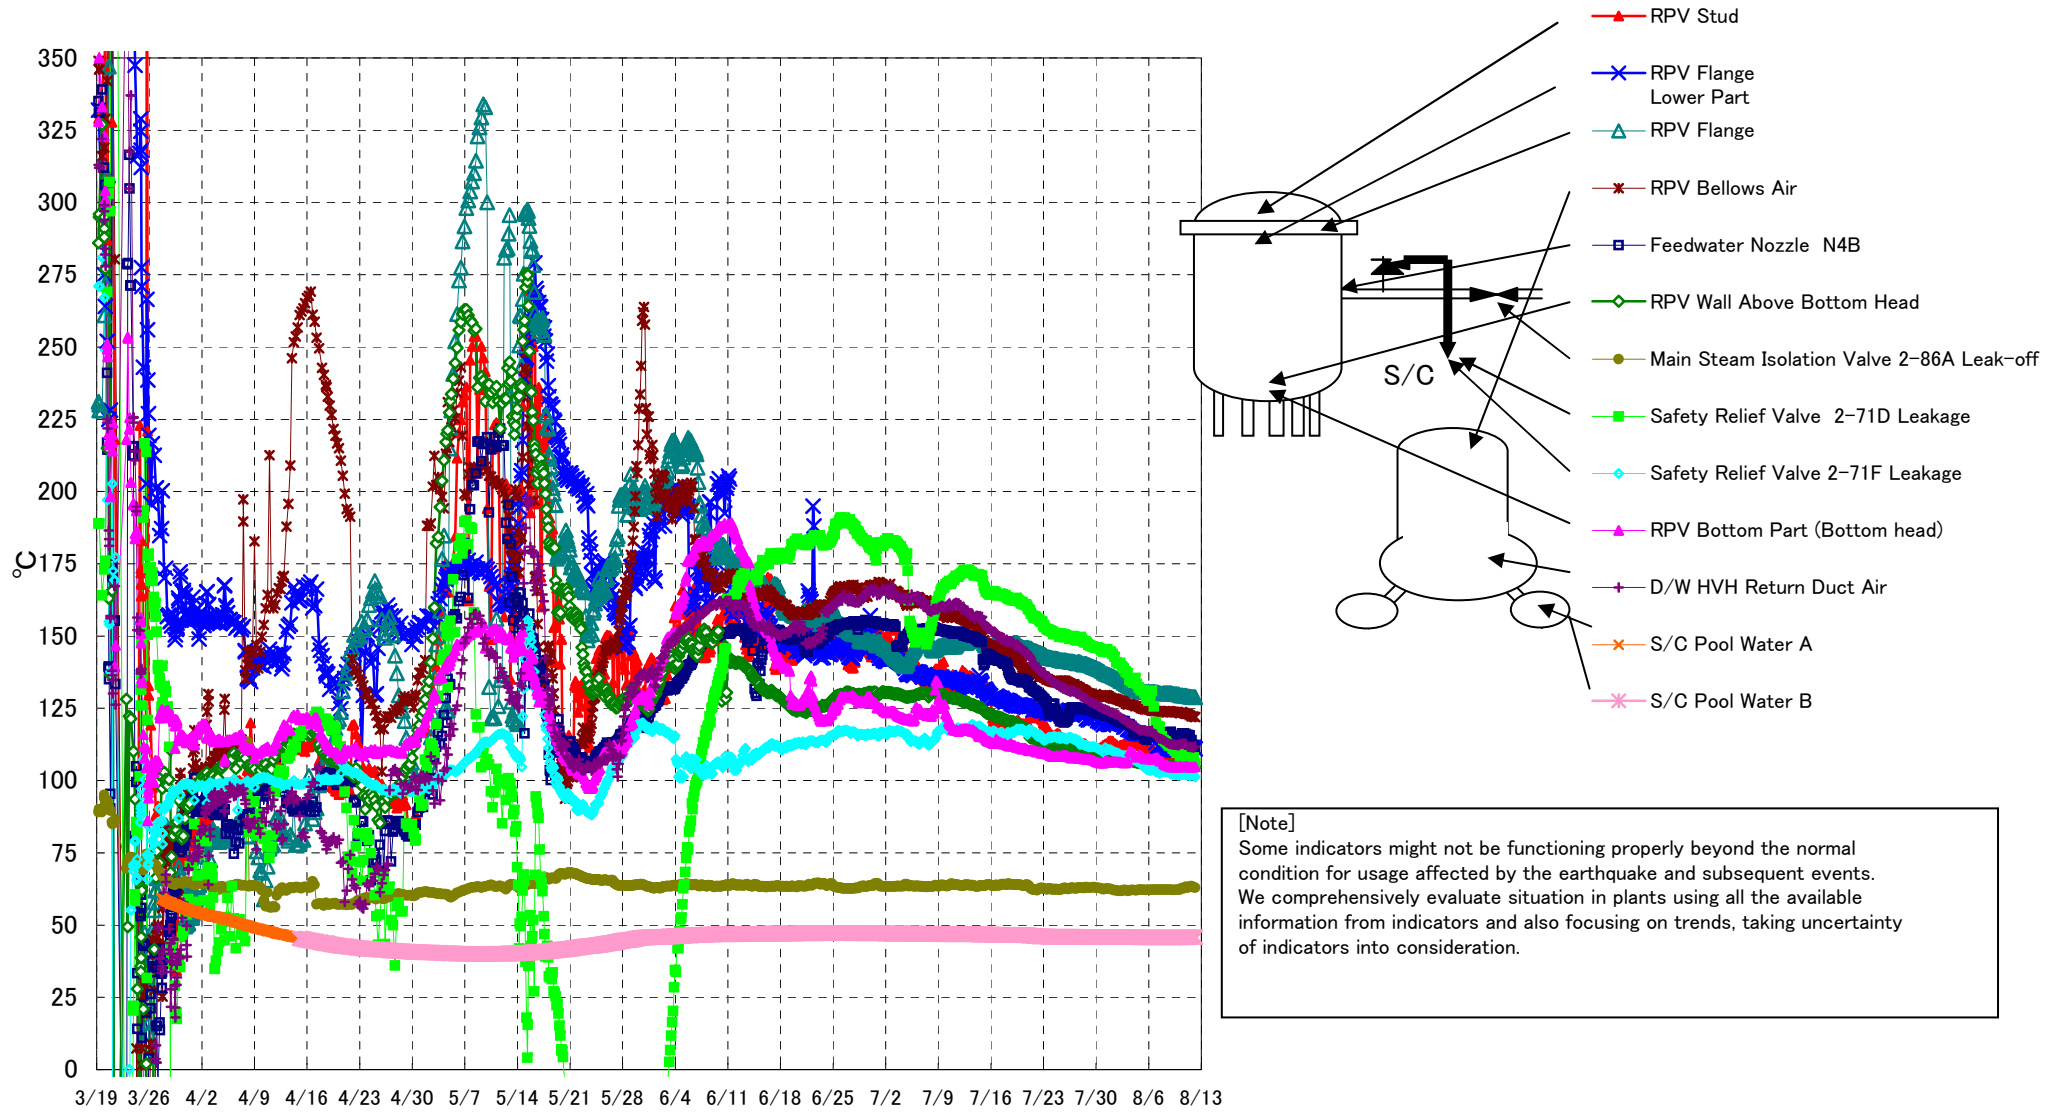 350
325
300
275
250
225
200
175
150
125
100
75
50
25
0
℃
3/19 3/26 4/2 4/9 4/16 4/23 4/30 5/7 5/14 5/21 5/28 6/4 6/11 6/18 6/25 7/2 7/9 7/16 7/23 7/30 8/6 8/13
RPV Stud
RPV Flange
Lower Part
RPV Flange
RPV Bellows Air
Feedwater Nozzle N4B
RPV Wall Above Bottom Head
Main Steam Isolation Valve 2-86A Leak-off
Safety Relief Valve 2-71D Leakage
Safety Relief Valve 2-71F Leakage
RPV Bottom Part (Bottom head)
D/W HVH Return Duct Air
S/C Pool Water A
S/C Pool Water B
S/C
[Note]
Some indicators might not be functioning properly beyond the normal
condition for usage affected by the earthquake and subsequent events.
We comprehensively evaluate situation in plants using all the available
information from indicators and also focusing on trends, taking uncertainty
of indicators into consideration.